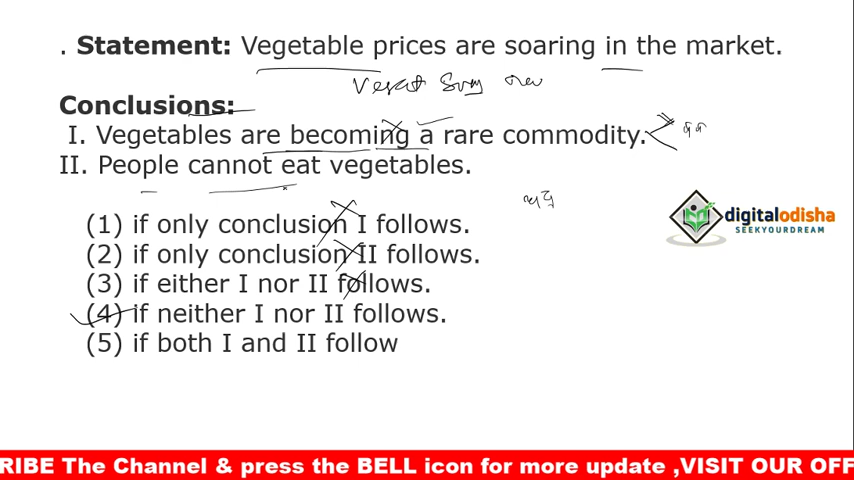 . Statement: Vegetable prices are soaring in the market.
Conclusions:
I. Vegetables are becoming a rare commodity.
II. People cannot eat vegetables.
(1) if only conclusion I follows.
(2) if only conclusion II follows.
(3) if either I nor II follows.
(4) if neither I nor II follows.
(5) if both I and II follow
digitalodisha
SEEKYOURDREAM
RIBE The Channel & press the BELL icon for more update ,VISIT OUR OFF